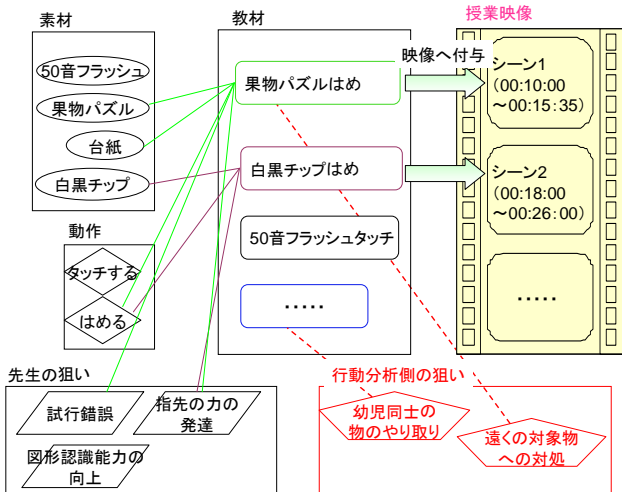 素材
50音フラッシュ
果物パズル
台紙
白黒チップ
動作
タッチする
はめる
教材
果物パズルはめ
白黒チップはめ
50音フラッシュタッチ
.....
映像へ付与
授業映像
シーン1
(00:10:00
～00:15:35)
シーン2
(00:18:00
～00:26:00)
.....
先生の狙い
試行錯誤
指先の力の
発達
図形認識能力の
向上
行動分析側の狙い
幼児同士の
物のやり取り
遠くの対象物
への対処